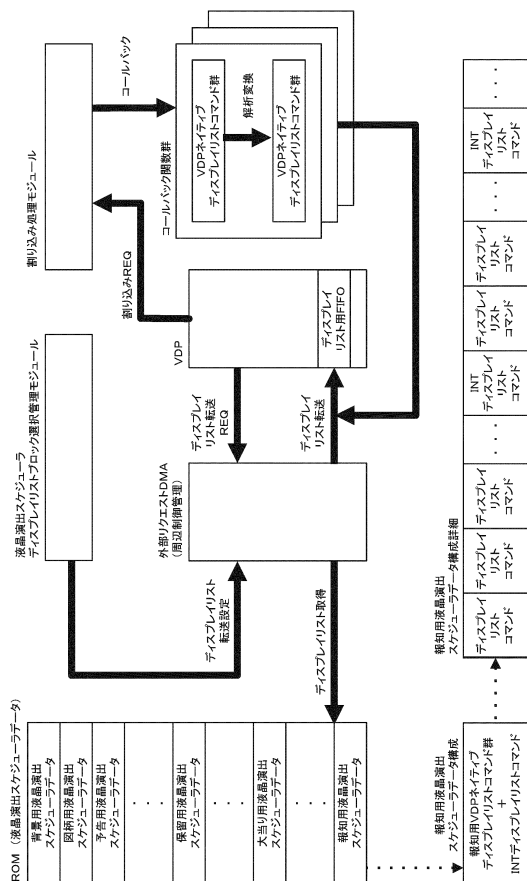 ROM（液晶演出スケジューラデータ）
背景用液晶演出
スケジューラデータ
図柄用液晶演出
スケジューラデータ
予告用液晶演出
スケジューラデータ
・・・
保留用液晶演出
スケジューラデータ
・・・
大当り用液晶演出
スケジューラデータ
・・・
報知用液晶演出
スケジューラデータ
液晶演出スケジューラ
ディスプレイリストブロック選択管理モジュール
ディスプレイリスト
転送設定
ディスプレイリスト取得
外部リクエストDMA
（周辺制御管理）
ディスプレイ
リスト転送
REQ
ディスプレイ
リスト転送
VDP
ディスプレイ
リスト用FIFO
割り込みREQ
割り込み処理モジュール
コールバック
コールバック関数群
VDPネイティブ
ディスプレイリストコマンド群
解析変換
VDPネイティブ
ディスプレイリストコマンド群
報知用液晶演出
スケジューラデータ構成
報知用VDPネイティブ
ディスプレイリストコマンド群
＋
INTディスプレイリストコマンド
報知用液晶演出
スケジューラデータ構成詳細
ディスプレイ
リスト
コマンド
ディスプレイ
リスト
コマンド
ディスプレイ
リスト
コマンド
・・・
INT
ディスプレイ
リスト
コマンド
ディスプレイ
リスト
コマンド
ディスプレイ
リスト
コマンド
・・・
INT
ディスプレイ
リスト
コマンド
・・・